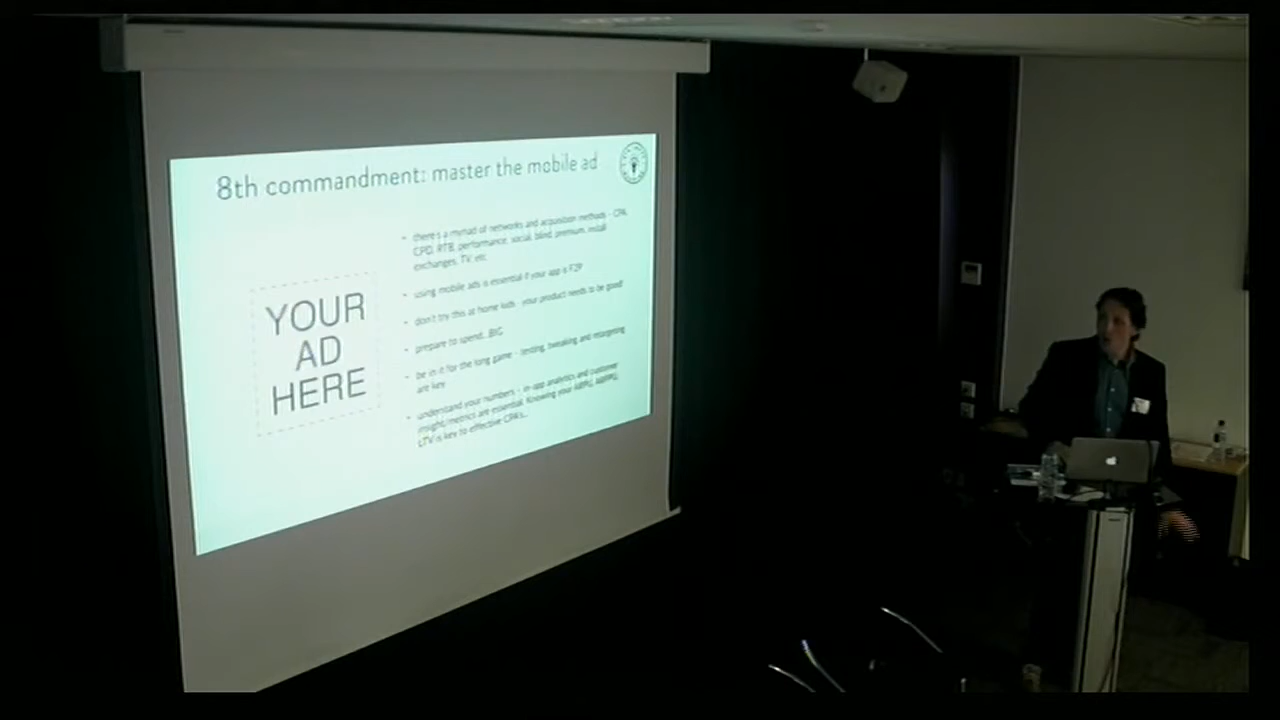 8th commandment: master the mobile ad
YOUR
AD
HERE
- there's a myriad of networks and acquisition methods - CPA,
CPD, RTB, performance, social, blind, premium, install
exchanges, TV, etc
- using mobile ads is essential if your app is F2P
- don't try this at home kids - your product needs to be good!
- prepare to spend...BIG
- be in it for the long game - testing, tweaking and retargeting
are key
- understand your numbers - in-app analytics and customer
insight/metrics are essential. Knowing your
LTV is key to effective CPA's...